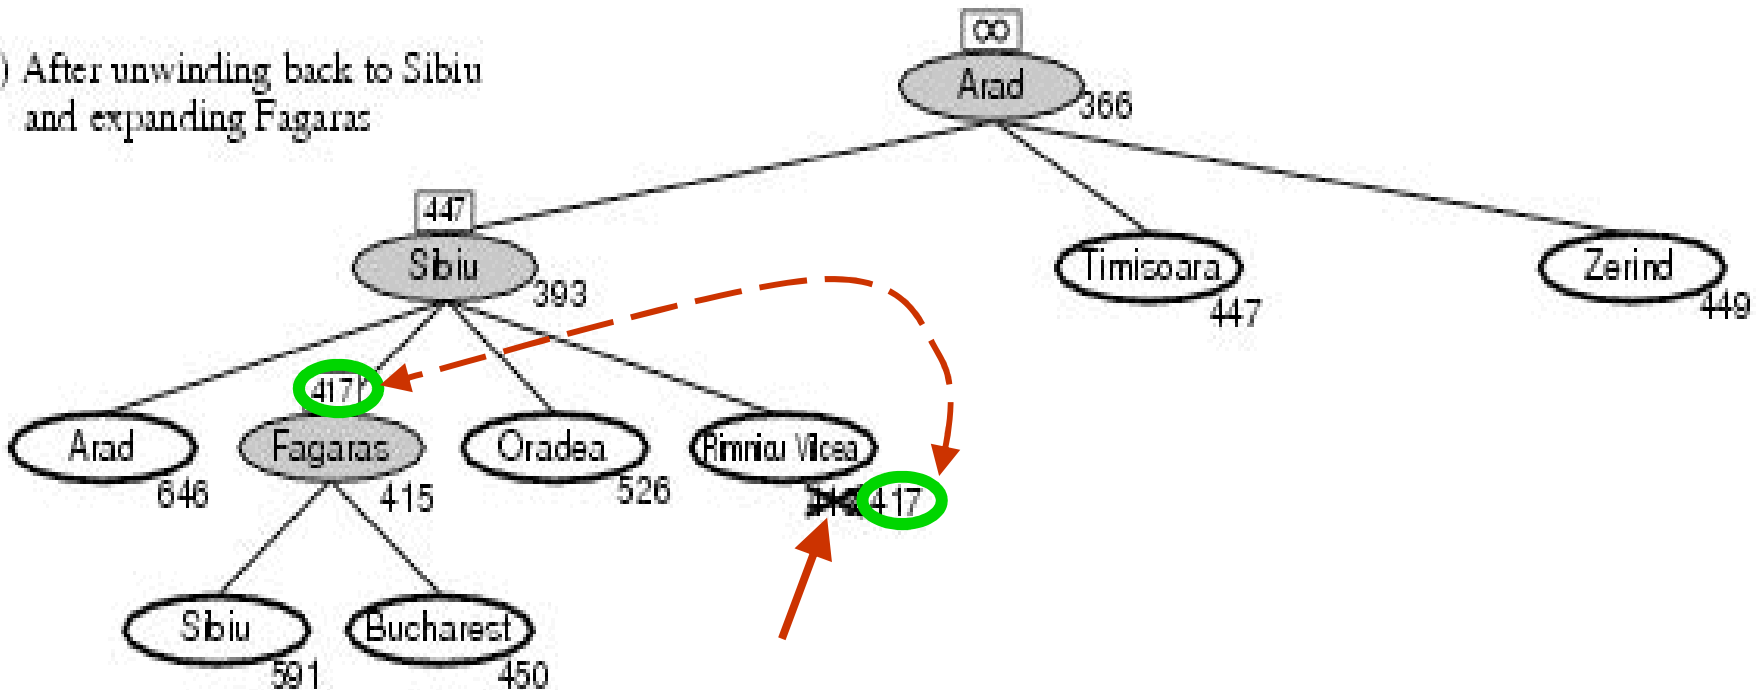 ∞
) After unwinding back to Sibiu
Arad
and expanding Fagaras
366
447
Sibiu
393
Timisoara
447
Zerind
449
417
Arad
646
Fagaras
415
Oradea
526
Rimnicu Vilcea
417
Sibiu
591
Bucharest
450